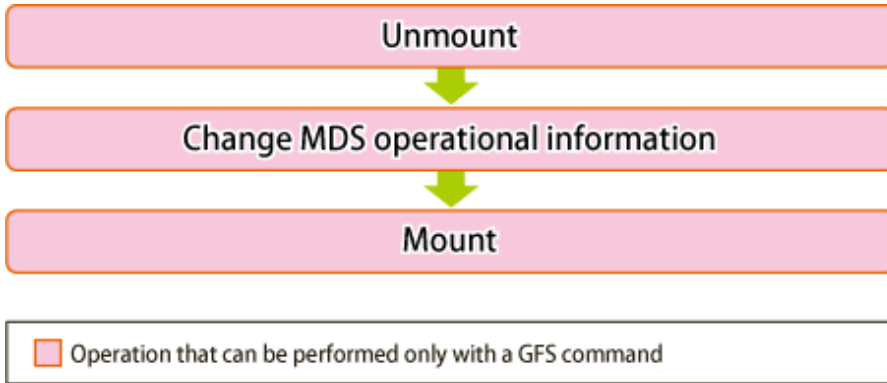 Unmount
Change MDS operational information
Mount
Operation that can be performed only with a GFS command